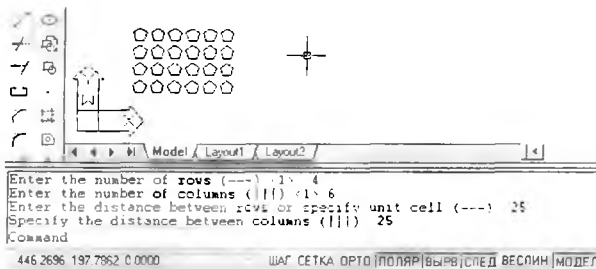 Model Layout1 Layout2
Enter the number of rows (---) <1> 4
Enter the number of columns (|||) <1> 6
Enter the distance between rows or specify unit cell (---) 25
Specify the distance between columns (|||) 25
Command
446.2696 197.7862 0.0000 ШАГ СЕТКА ОРТО ПОЛЯР ВЫРВ СЛЕД ВЕСЛИН МОДЕЛ